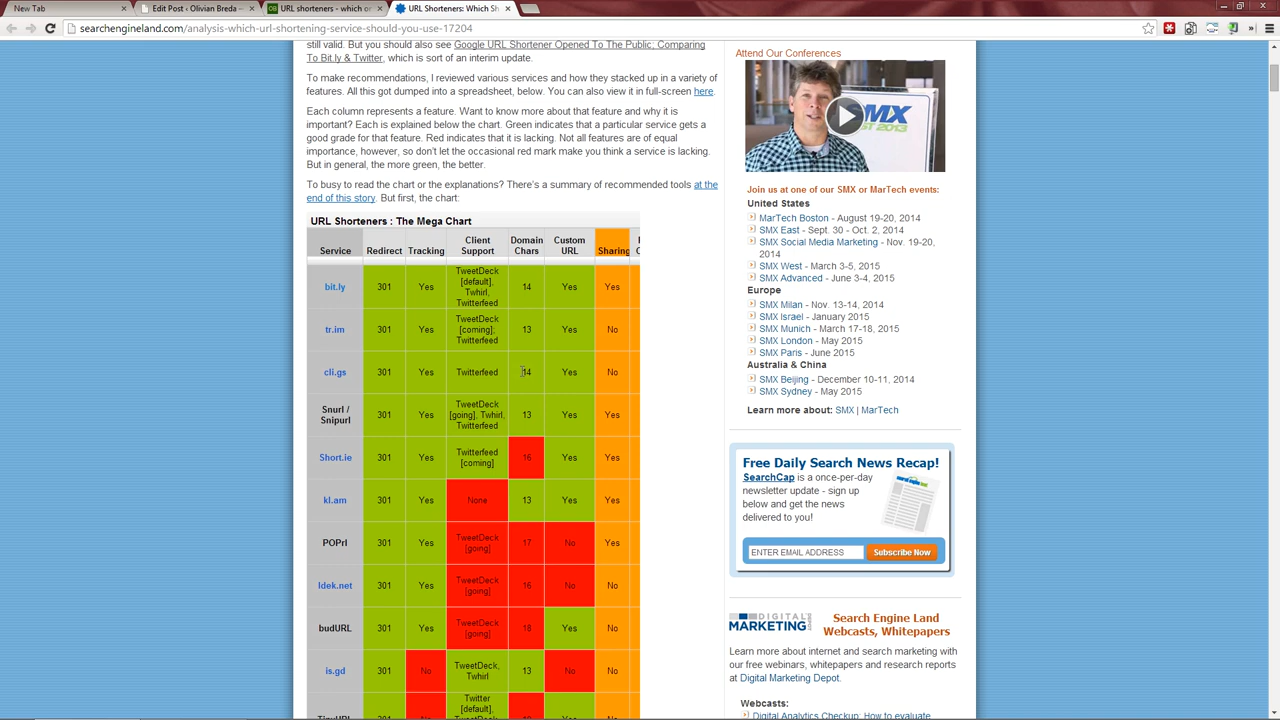 New Tab
Edit Post - Olivian Breda -
URL shorteners - which or
URL Shorteners: Which Sh
searchengineland.com/analysis-which-url-shortening-service-should-you-use-17204
still valid. But you should also see Google URL Shortener Opened To The Public; Comparing
To Bit.ly & Twitter, which is sort of an interim update.
To make recommendations, I reviewed various services and how they stacked up in a variety of
features. All this got dumped into a spreadsheet, below. You can also view it in full-screen here.
Each column represents a feature. Want to know more about that feature and why it is
important? Each is explained below the chart. Green indicates that a particular service gets a
good grade for that feature. Red indicates that it is lacking. Not all features are of equal
importance, however, so don't let the occasional red mark make you think a service is lacking.
But in general, the more green, the better.
To busy to read the chart or the explanations? There's a summary of recommended tools at the
end of this story. But first, the chart:
URL Shorteners : The Mega Chart
Service Redirect Tracking Client Support Domain Chars Custom URL Sharing
bit.ly 301 Yes TweetDeck [default], Twhirl, Twitterfeed 14 Yes Yes
tr.im 301 Yes TweetDeck [coming]; Twitterfeed 13 Yes No
cli.gs 301 Yes Twitterfeed 14 Yes No
Snurl / Snipurl 301 Yes TweetDeck [going], Twhirl, Twitterfeed 13 Yes Yes
Short.ie 301 Yes Twitterfeed [coming] 16 Yes Yes
kl.am 301 Yes None 13 Yes Yes
POPrl 301 Yes TweetDeck [going] 17 No Yes
Idek.net 301 Yes TweetDeck [going] 16 No No
budURL 301 Yes TweetDeck [going] 18 Yes No
is.gd 301 No TweetDeck, Twhirl 13 No No
Twitter [default],
Attend Our Conferences
SMX
Join us at one of our SMX or MarTech events:
United States
MarTech Boston - August 19-20, 2014
SMX East - Sept. 30 - Oct. 2, 2014
SMX Social Media Marketing - Nov. 19-20,
2014
SMX West - March 3-5, 2015
SMX Advanced - June 3-4, 2015
Europe
SMX Milan - Nov. 13-14, 2014
SMX Israel - January 2015
SMX Munich - March 17-18, 2015
SMX London - May 2015
SMX Paris - June 2015
Australia & China
SMX Beijing - December 10-11, 2014
SMX Sydney - May 2015
Learn more about: SMX | MarTech
Free Daily Search News Recap!
SearchCap is a once-per-day
newsletter update - sign up
below and get the news
delivered to you!
ENTER EMAIL ADDRESS
Subscribe Now
DIGITAL
MARKETING
Search Engine Land
Webcasts, Whitepapers
Learn more about internet and search marketing with
our free webinars, whitepapers and research reports
at Digital Marketing Depot.
Webcasts:
Digital Analytics Checkup: How to evaluate